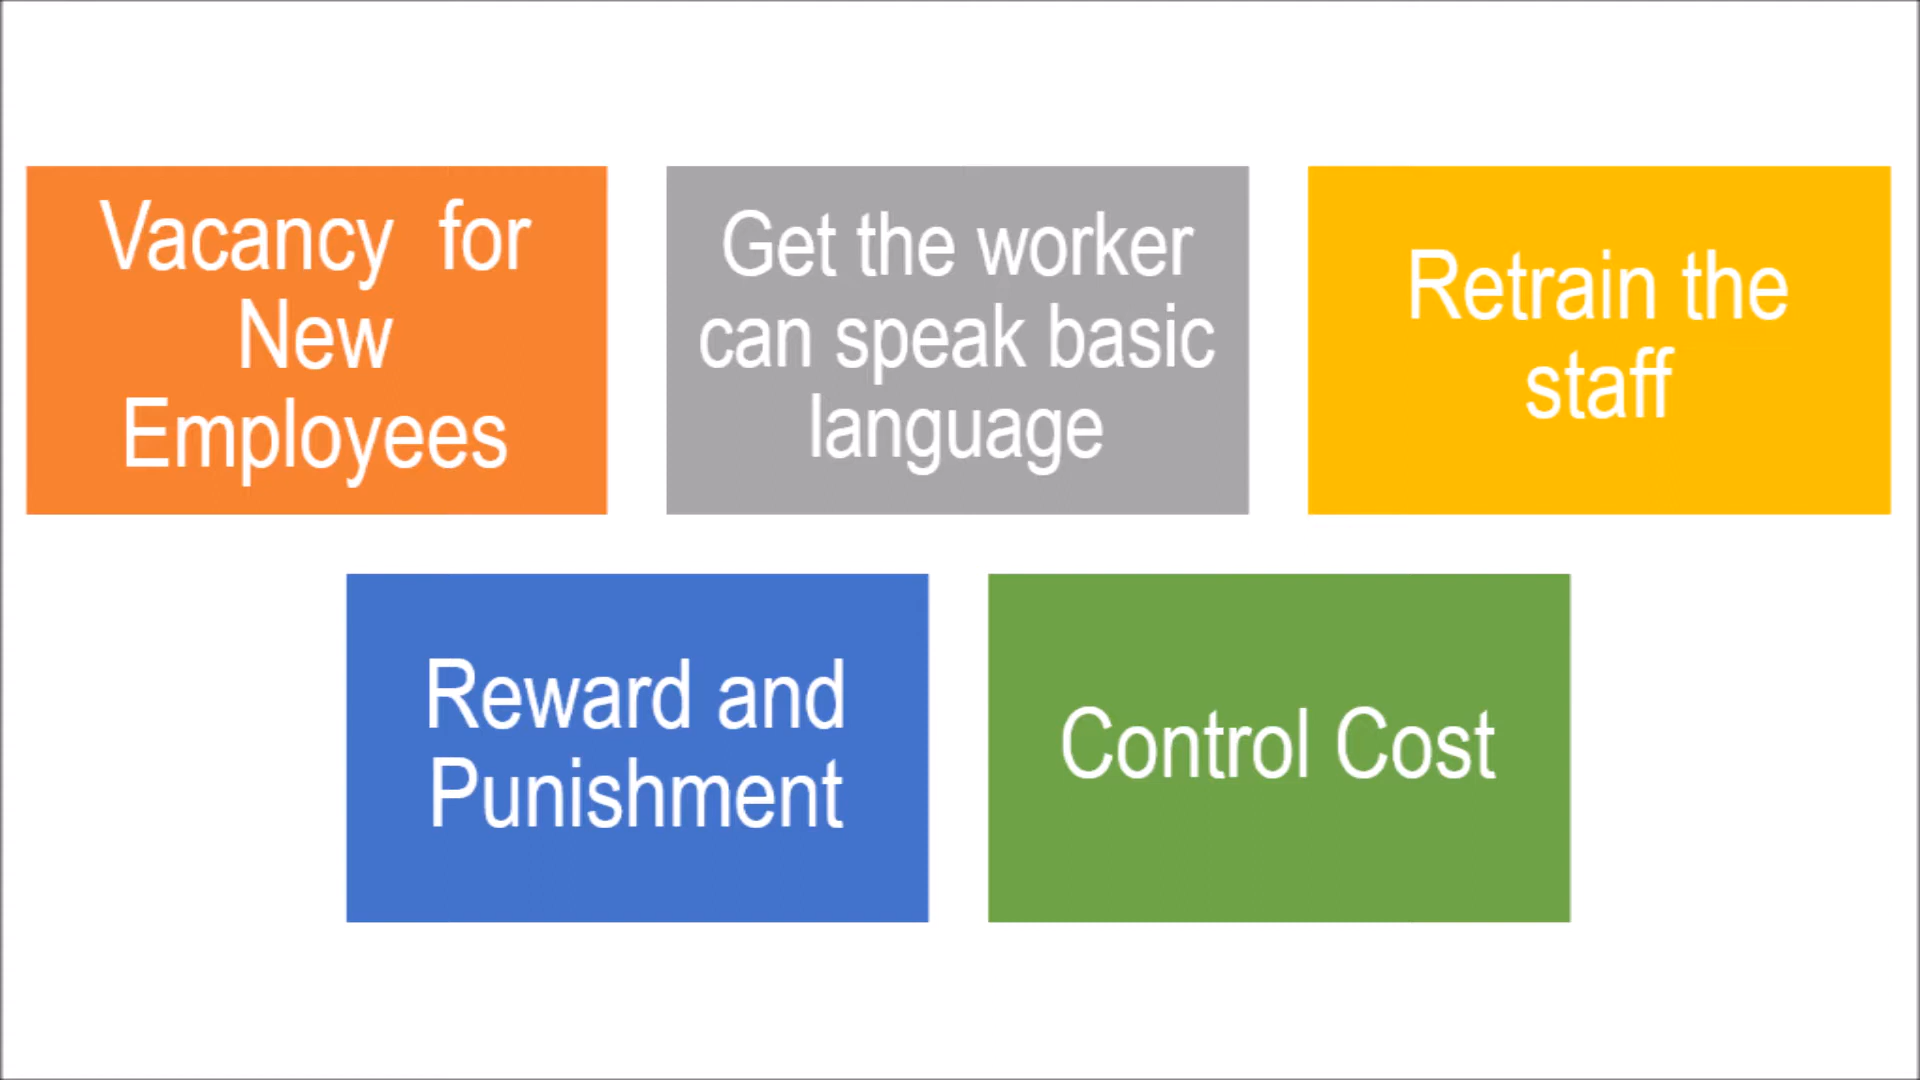 Vacancy  for
New
Employees
Get the worker
can speak basic
language
Retrain the
staff
Reward and
Punishment
Control Cost